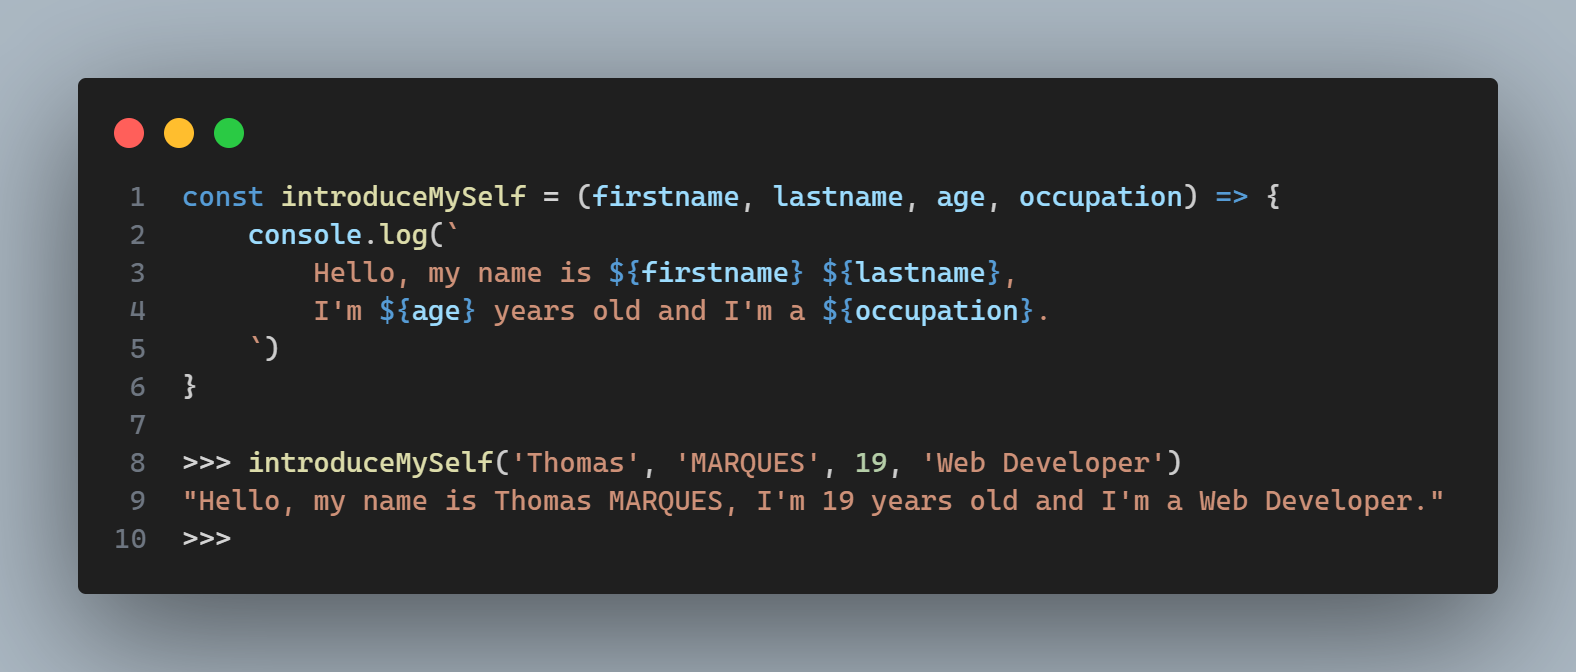 1 const introduceMySelf = (firstname, lastname, age, occupation) => {
2     console.log(`
3         Hello, my name is ${firstname} ${lastname},
4         I'm ${age} years old and I'm a ${occupation}.
5     `)
6 }
7
8 >>> introduceMySelf('Thomas', 'MARQUES', 19, 'Web Developer')
9 "Hello, my name is Thomas MARQUES, I'm 19 years old and I'm a Web Developer."
10 >>>